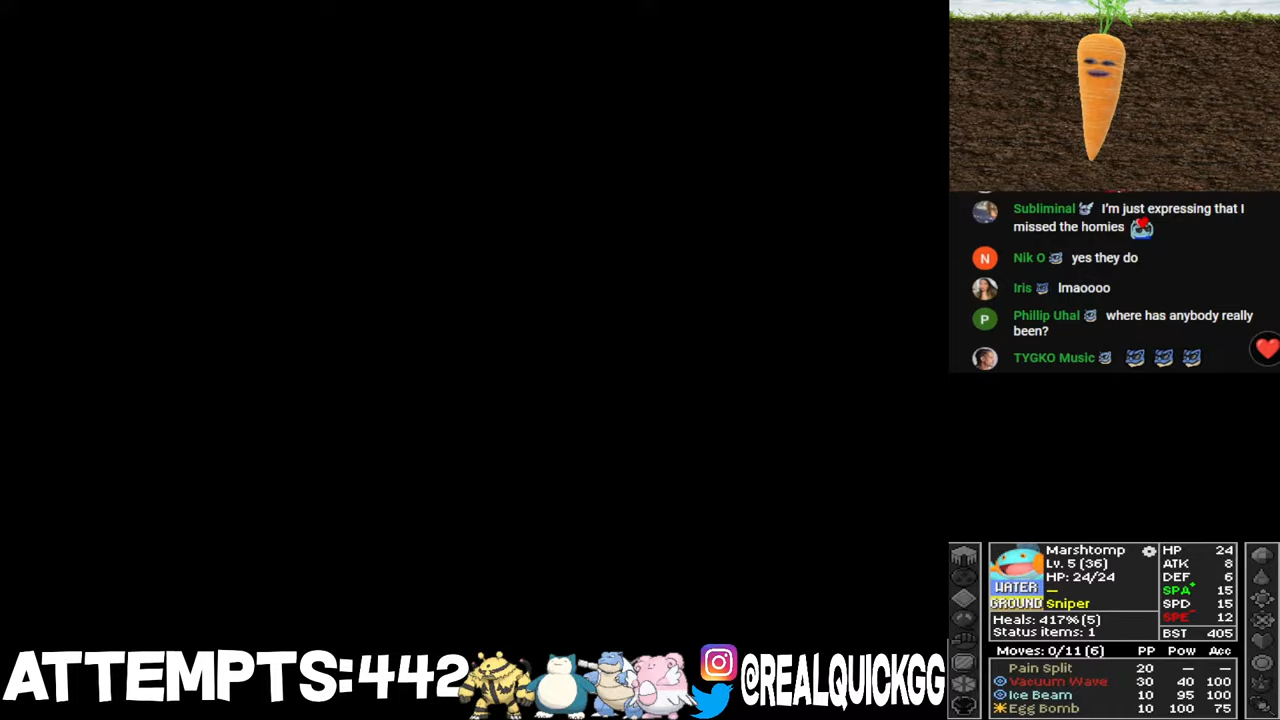 Subliminal I'm just expressing that I
missed the homies
N Nik O yes they do
Iris lmaoooo
P Phillip Uhal where has anybody really
been?
TYGKO Music
Marshtomp
Lv. 5 (36)
HP: 24/24
WATER —
GROUND Sniper
Heals: 417% (5)
Status items: 1
HP 24
ATK 8
DEF 6
SPA+ 15
SPD 15
SPE- 12
BST 405
Moves: 0/11 (6) PP Pow Acc
Pain Split 20 — —
Vacuum Wave 30 40 100
Ice Beam 10 95 100
Egg Bomb 10 100 75
ATTEMPTS:442
@REALQUICKGG